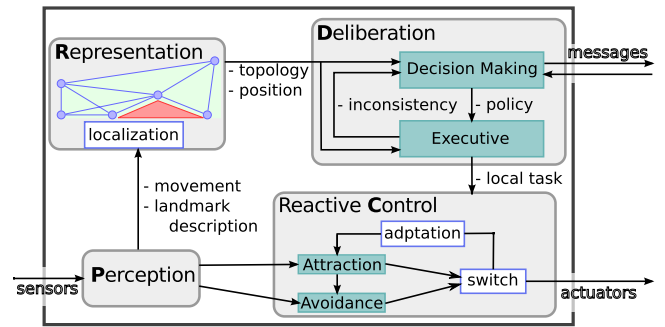 Representation
localization
- topology
- position
Deliberation
Decision Making
- inconsistency
- policy
Executive
messages
- movement
- landmark
description
- local task
Reactive Control
adptation
Attraction
Avoidance
switch
Perception
sensors
actuators